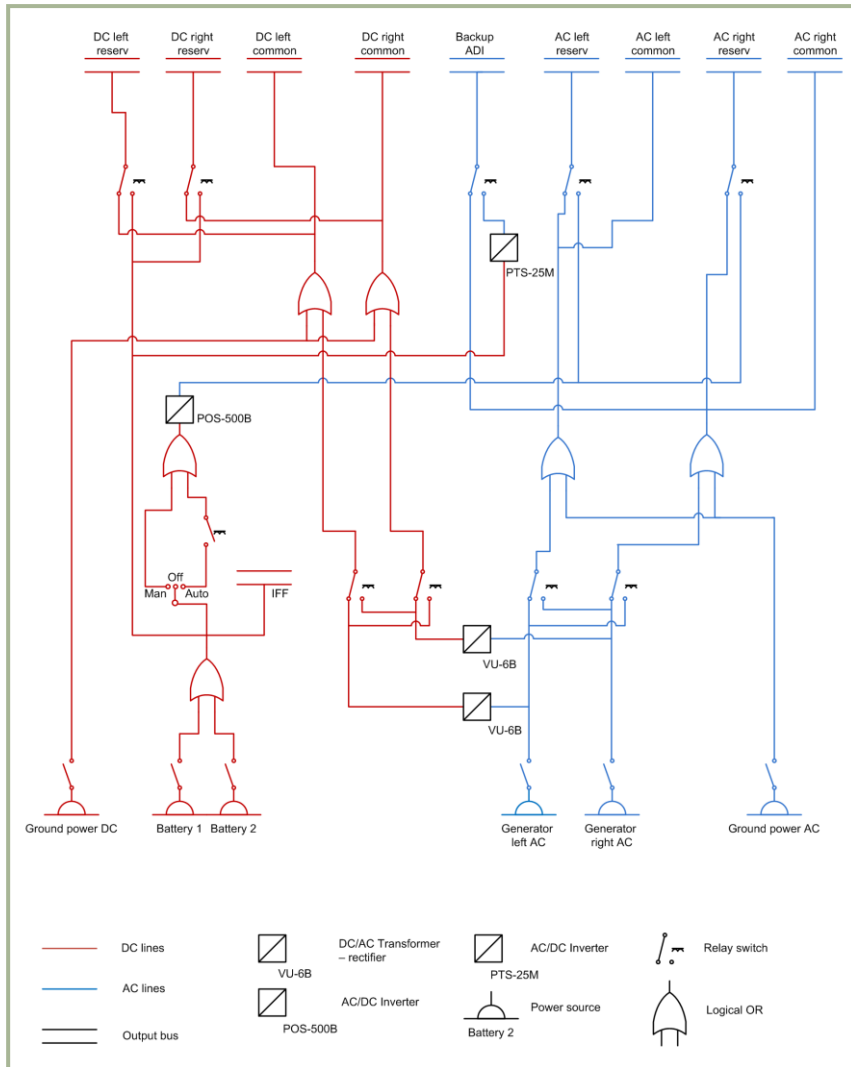 DC left
reserv
DC right
reserv
DC left
common
DC right
common
Backup
ADI
AC left
reserv
AC left
common
AC right
reserv
AC right
common
PTS-25M
POS-500B
Off
Man
Auto
IFF
VU-6B
VU-6B
Ground power DC
Battery 1
Battery 2
Generator
left AC
Generator
right AC
Ground power AC
DC lines
AC lines
Output bus
VU-6B
DC/AC Transformer
– rectifier
POS-500B
AC/DC Inverter
PTS-25M
AC/DC Inverter
Battery 2
Power source
Relay switch
Logical OR